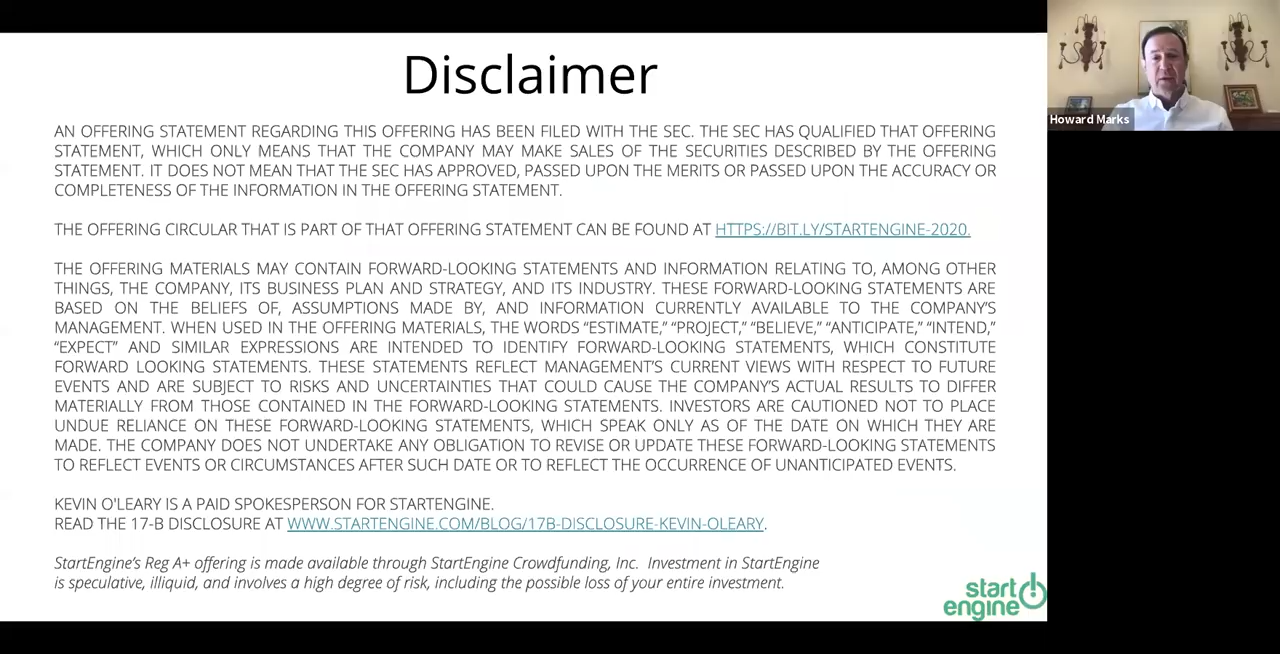 Disclaimer
AN OFFERING STATEMENT REGARDING THIS OFFERING HAS BEEN FILED WITH THE SEC. THE SEC HAS QUALIFIED THAT OFFERING
STATEMENT, WHICH ONLY MEANS THAT THE COMPANY MAY MAKE SALES OF THE SECURITIES DESCRIBED BY THE OFFERING
STATEMENT. IT DOES NOT MEAN THAT THE SEC HAS APPROVED, PASSED UPON THE MERITS OR PASSED UPON THE ACCURACY OR
COMPLETENESS OF THE INFORMATION IN THE OFFERING STATEMENT.
THE OFFERING CIRCULAR THAT IS PART OF THAT OFFERING STATEMENT CAN BE FOUND AT HTTPS://BIT.LY/STARTENGINE-2020.
THE OFFERING MATERIALS MAY CONTAIN FORWARD-LOOKING STATEMENTS AND INFORMATION RELATING TO, AMONG OTHER
THINGS, THE COMPANY, ITS BUSINESS PLAN AND STRATEGY, AND ITS INDUSTRY. THESE FORWARD-LOOKING STATEMENTS ARE
BASED ON THE BELIEFS OF, ASSUMPTIONS MADE BY, AND INFORMATION CURRENTLY AVAILABLE TO THE COMPANY'S
MANAGEMENT. WHEN USED IN THE OFFERING MATERIALS, THE WORDS “ESTIMATE,” “PROJECT,” “BELIEVE,” “ANTICIPATE,” “INTEND,”
“EXPECT” AND SIMILAR EXPRESSIONS ARE INTENDED TO IDENTIFY FORWARD-LOOKING STATEMENTS, WHICH CONSTITUTE
FORWARD LOOKING STATEMENTS. THESE STATEMENTS REFLECT MANAGEMENT'S CURRENT VIEWS WITH RESPECT TO FUTURE
EVENTS AND ARE SUBJECT TO RISKS AND UNCERTAINTIES THAT COULD CAUSE THE COMPANY'S ACTUAL RESULTS TO DIFFER
MATERIALLY FROM THOSE CONTAINED IN THE FORWARD-LOOKING STATEMENTS. INVESTORS ARE CAUTIONED NOT TO PLACE
UNDUE RELIANCE ON THESE FORWARD-LOOKING STATEMENTS, WHICH SPEAK ONLY AS OF THE DATE ON WHICH THEY ARE
MADE. THE COMPANY DOES NOT UNDERTAKE ANY OBLIGATION TO REVISE OR UPDATE THESE FORWARD-LOOKING STATEMENTS
TO REFLECT EVENTS OR CIRCUMSTANCES AFTER SUCH DATE OR TO REFLECT THE OCCURRENCE OF UNANTICIPATED EVENTS.
KEVIN O'LEARY IS A PAID SPOKESPERSON FOR STARTENGINE.
READ THE 17-B DISCLOSURE AT WWW.STARTENGINE.COM/BLOG/17B-DISCLOSURE-KEVIN-OLEARY.
StartEngine's Reg A+ offering is made available through StartEngine Crowdfunding, Inc. Investment in StartEngine
is speculative, illiquid, and involves a high degree of risk, including the possible loss of your entire investment.
start
engine
Howard Marks